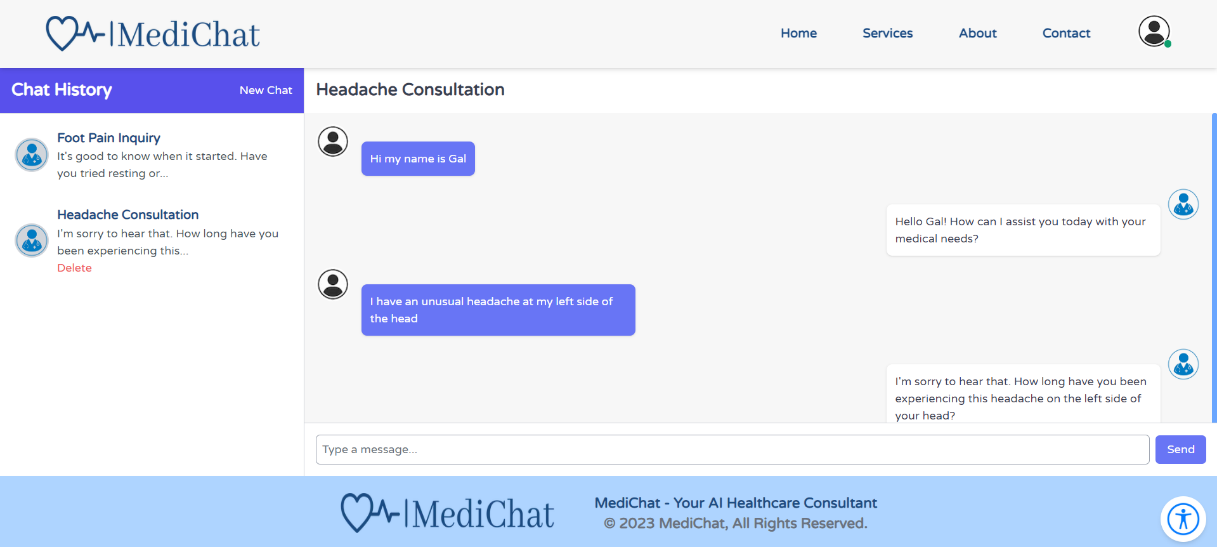 MediChat
Home
Services
About
Contact
Chat History
New Chat
Headache Consultation
Foot Pain Inquiry
It's good to know when it started. Have
you tried resting or...
Headache Consultation
I'm sorry to hear that. How long have you
been experiencing this...
Delete
Hi my name is Gal
Hello Gal! How can I assist you today with your
medical needs?
I have an unusual headache at my left side of
the head
I'm sorry to hear that. How long have you been
experiencing this headache on the left side of
your head?
Type a message...
Send
MediChat
MediChat - Your AI Healthcare Consultant
© 2023 MediChat, All Rights Reserved.